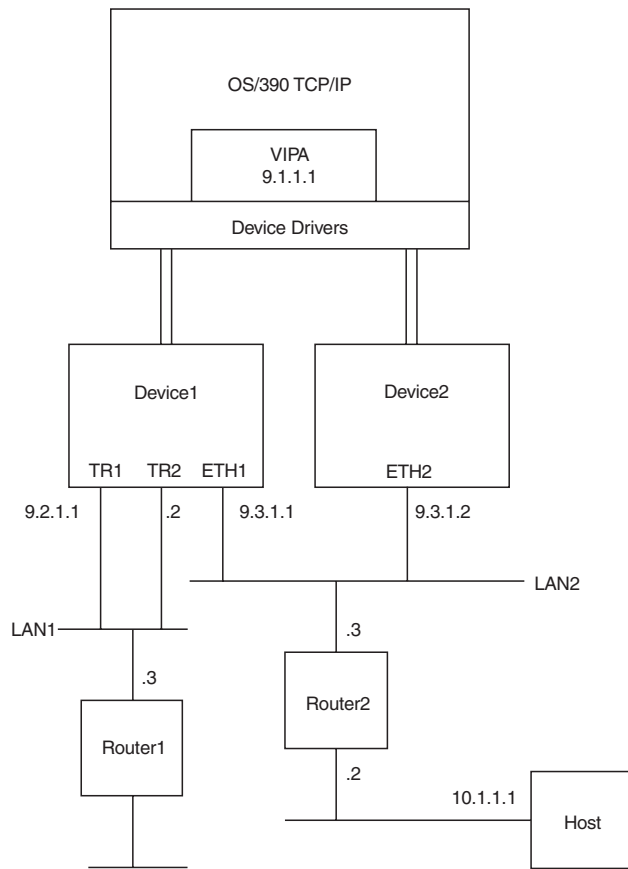 OS/390 TCP/IP
VIPA
9.1.1.1
Device Drivers
Device1
Device2
TR1 TR2 ETH1
ETH2
9.2.1.1 .2 9.3.1.1 9.3.1.2
LAN2
LAN1
.3
.3
Router2
Router1
.2
10.1.1.1
Host